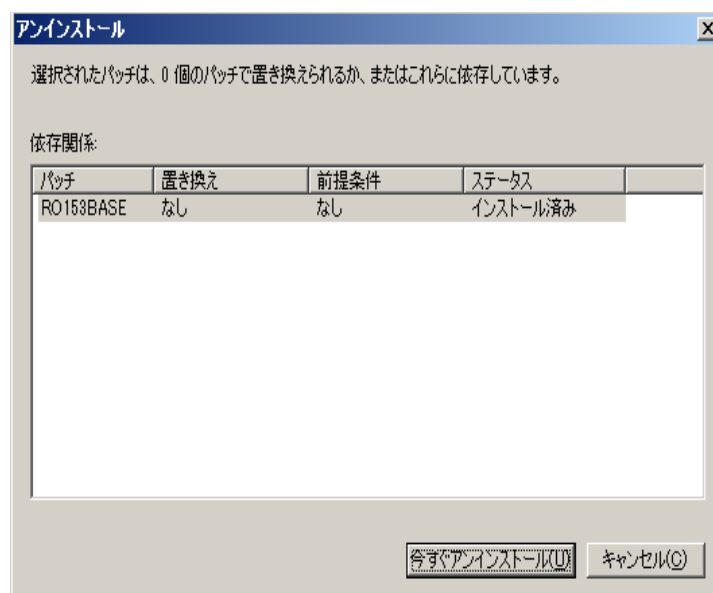 アンインストール
選択されたパッチは、0 個のパッチで置き換えられるか、またはこれらに依存しています。
依存関係:
パッチ 置き換え 前提条件 ステータス
RO153BASE なし なし インストール済み
今すぐアンインストール(U) キャンセル(C)